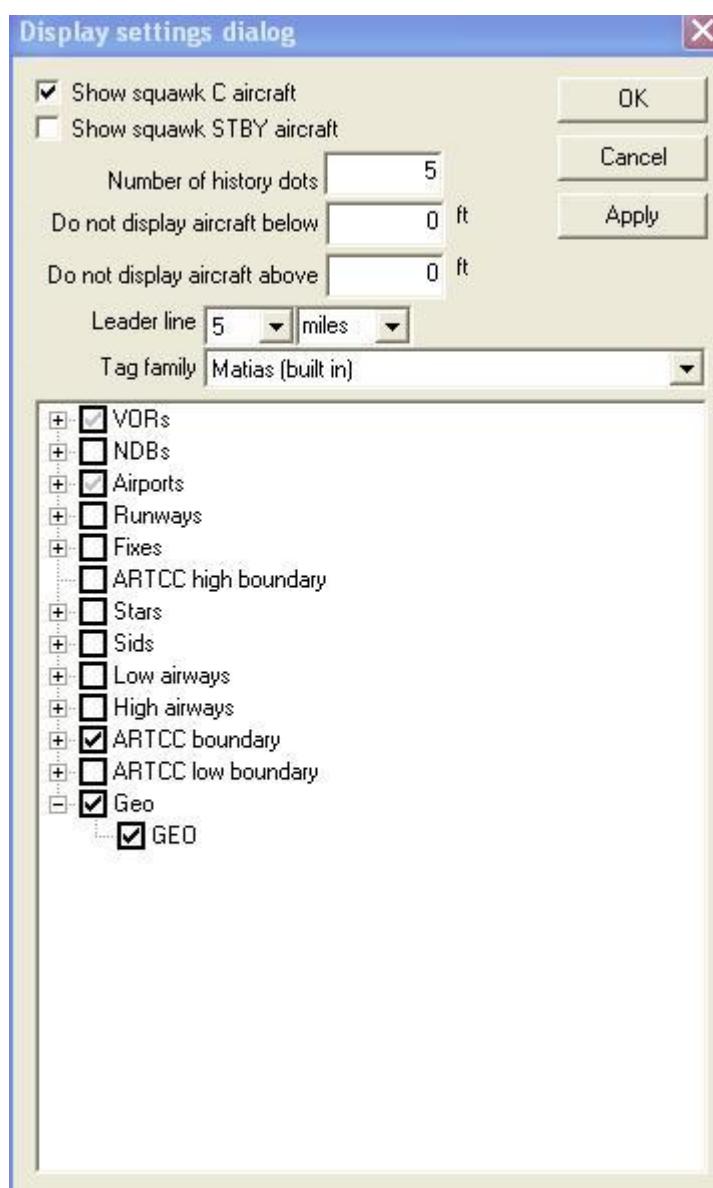 Display settings dialog
Show squawk C aircraft
OK
Show squawk STBY aircraft
Number of history dots 5
Cancel
Do not display aircraft below 0 ft
Apply
Do not display aircraft above 0 ft
Leader line 5 miles
Tag family Matias (built in)
VORs
NDBs
Airports
Runways
Fixes
ARTCC high boundary
Stars
Sids
Low airways
High airways
ARTCC boundary
ARTCC low boundary
Geo
GEO